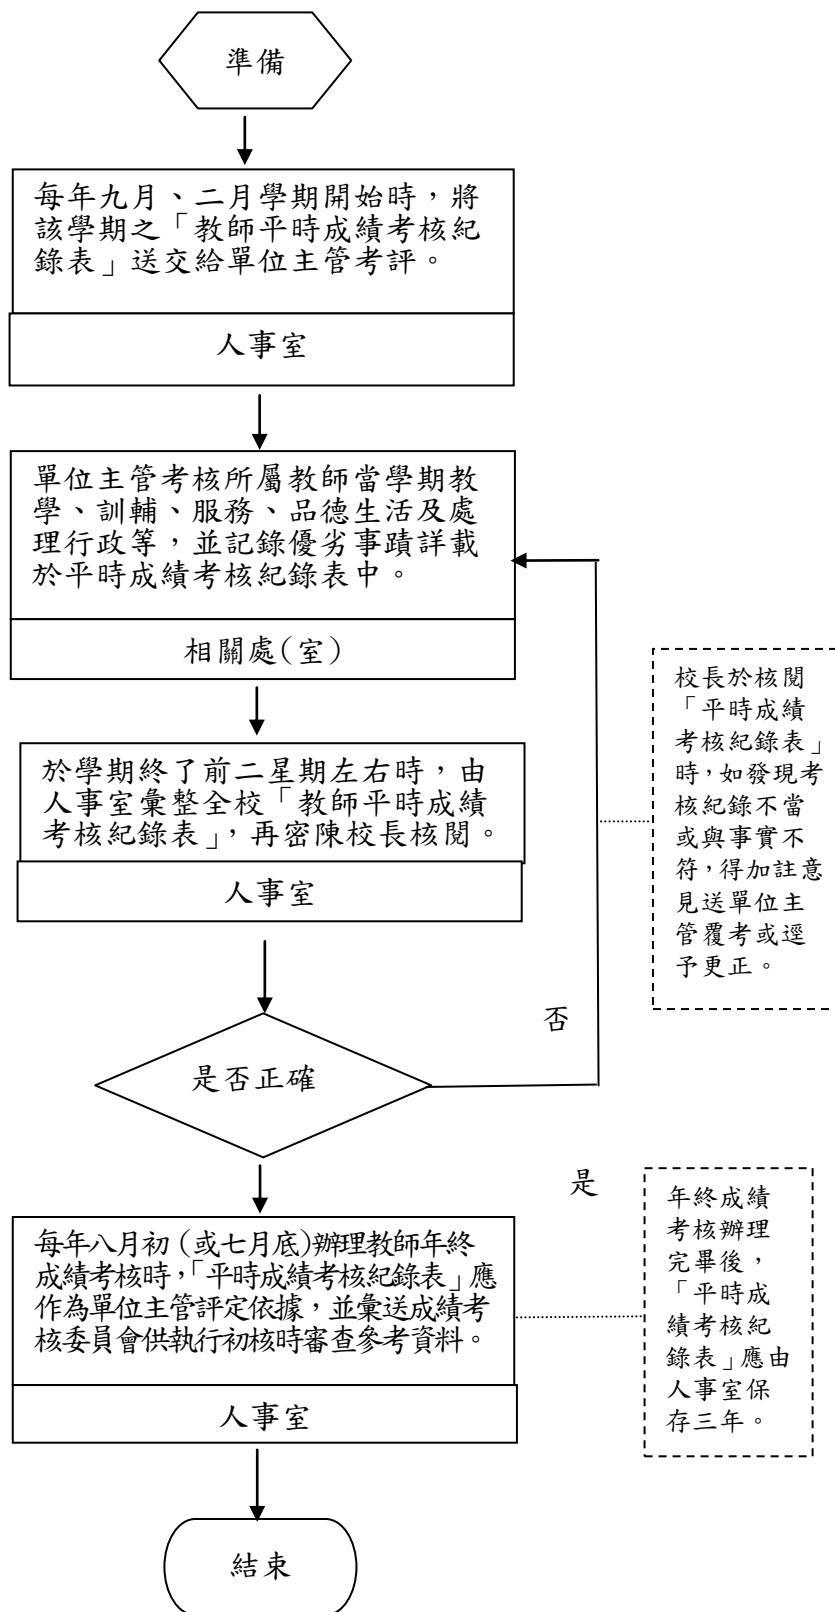 準備
每年九月、二月學期開始時，將
該學期之「教師平時成績考核紀
錄表」送交給單位主管考評。
人事室
單位主管考核所屬教師當學期教
學、訓輔、服務、品德生活及處
理行政等，並記錄優劣事蹟詳載
於平時成績考核紀錄表中。
相關處(室)
於學期終了前二星期左右時，由
人事室彙整全校「教師平時成績
考核紀錄表」，再密陳校長核閱。
人事室
校長於核閱
「平時成績
考核紀錄表」
時，如發現考
核紀錄不當
或與事實不
符，得加註意
見送單位主
管覆考或逕
予更正。
否
是否正確
是
每年八月初 (或七月底)辦理教師年終
成績考核時，「平時成績考核紀錄表」應
作為單位主管評定依據，並彙送成績考
核委員會供執行初核時審查參考資料。
人事室
年終成績
考核辦理
完畢後，
「平時成
績考核紀
錄表」應由
人事室保
存三年。
結束